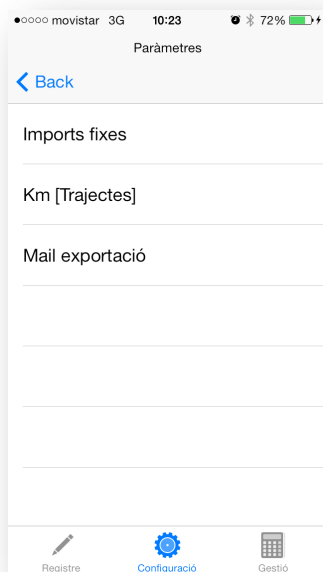 movistar 3G 10:23 72%
Paràmetres
Back
Imports fixes
Km [Trajectes]
Mail exportació
Registre Configuració Gestió